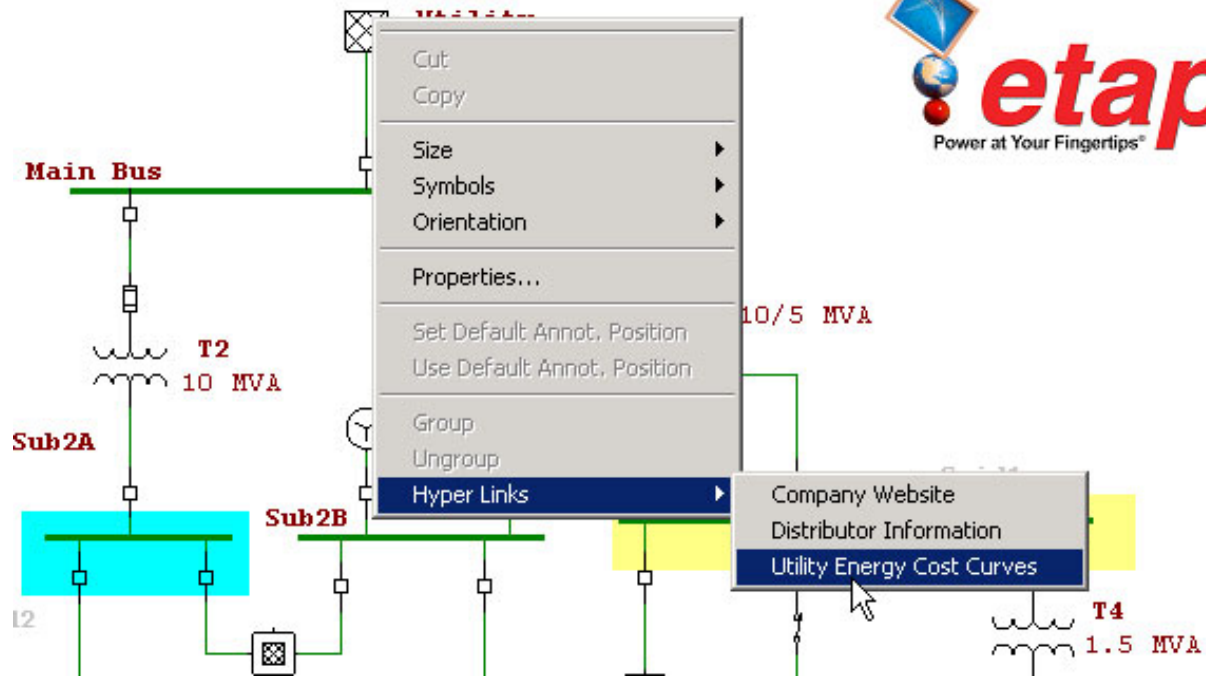 Utility
Cut
Copy
etap
Power at Your Fingertips®
Size
Symbols
Orientation
Main Bus
Properties...
10/5 MVA
Set Default Annot. Position
Use Default Annot. Position
T2
10 MVA
Group
Ungroup
Hyper Links
Sub2A
Sub2B
Company Website
Distributor Information
Utility Energy Cost Curves
T4
1.5 MVA